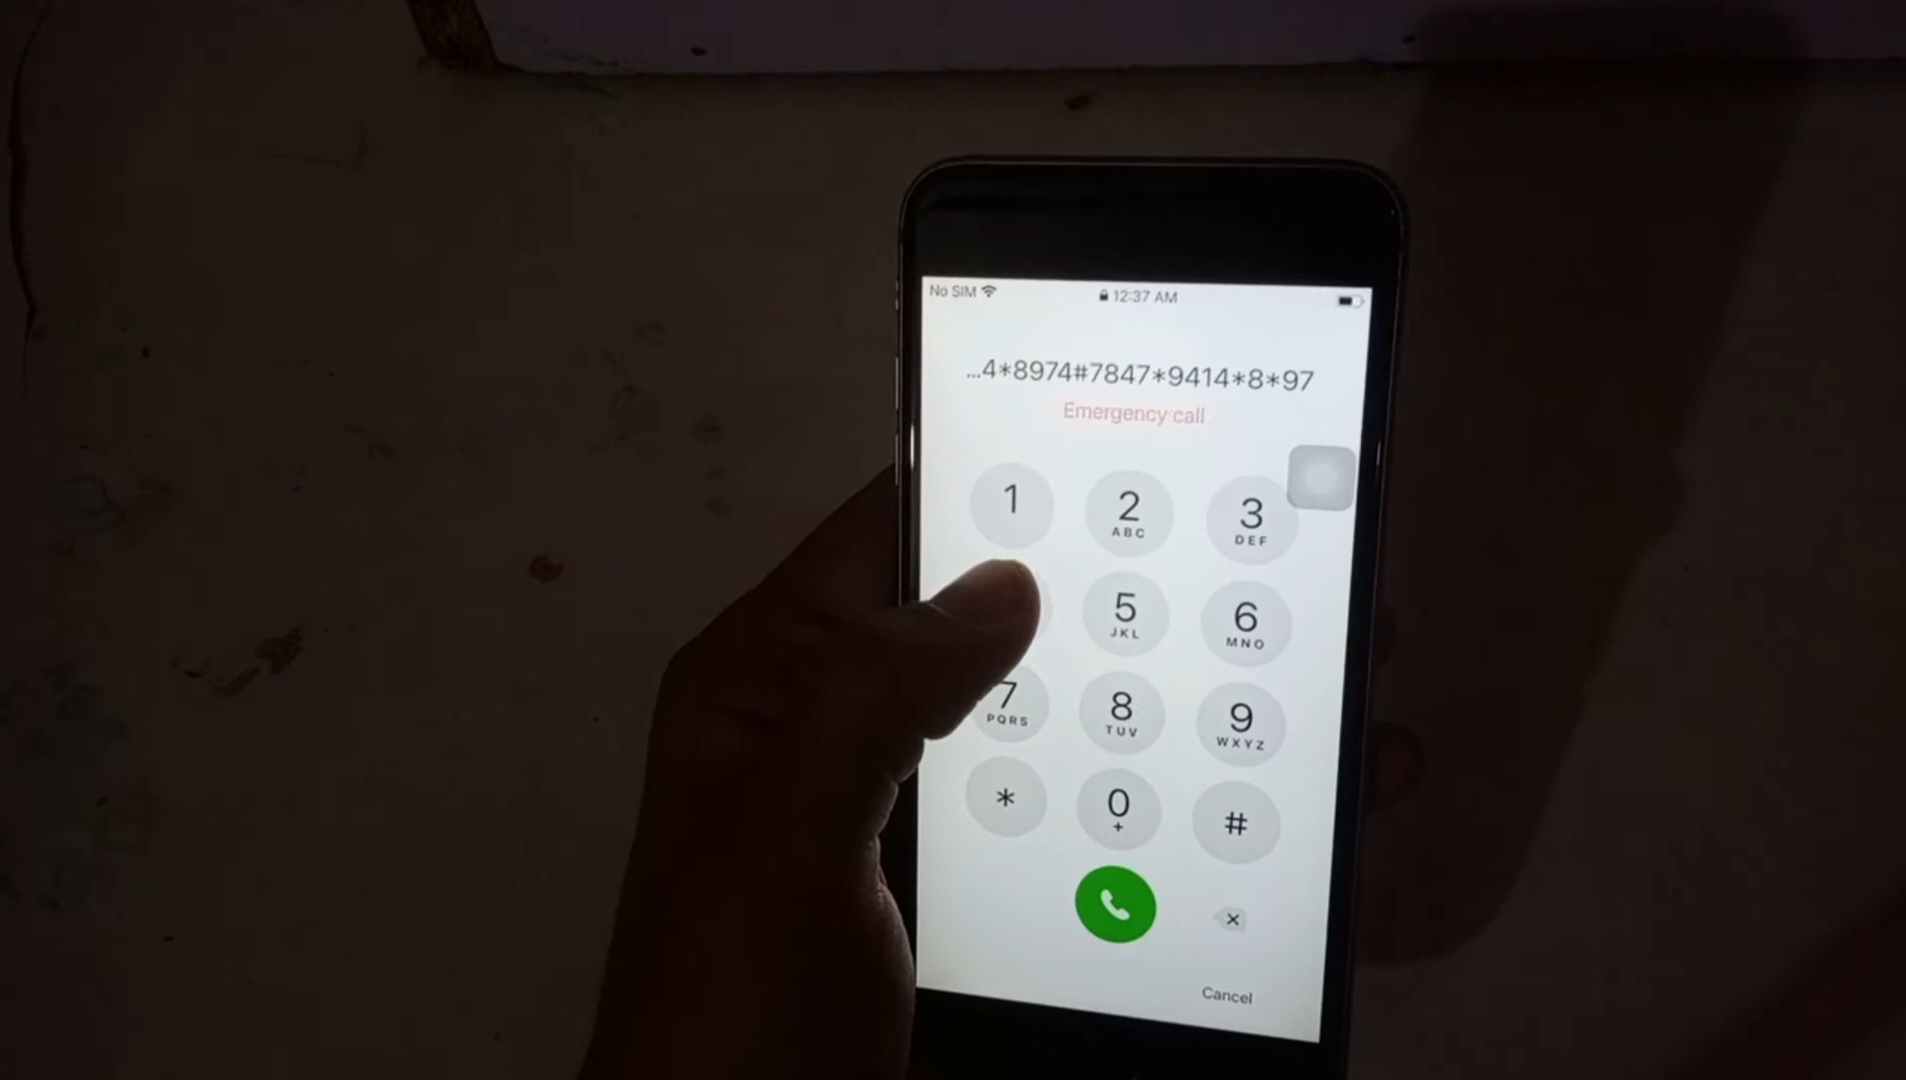 No SIM 12:37 AM
...4*8974#7847*9414*8*97
Emergency call
1 2 3
ABC DEF
5 6
JKL MNO
7 8 9
PQRS TUV WXYZ
* 0 #
+
Cancel